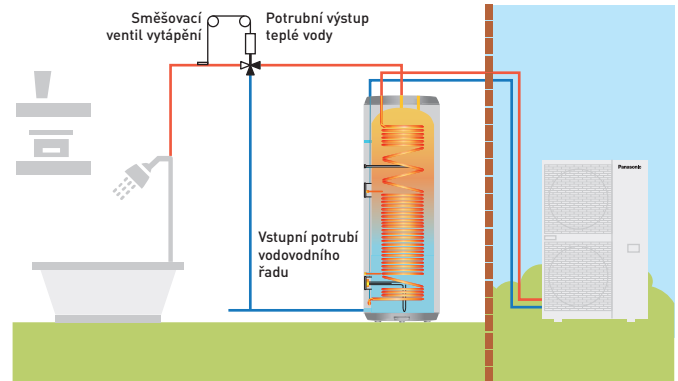 Směšovací
ventil vytápění
Potrubní výstup
teplé vody
Vstupní potrubí
vodovodního
řadu
Panasonic